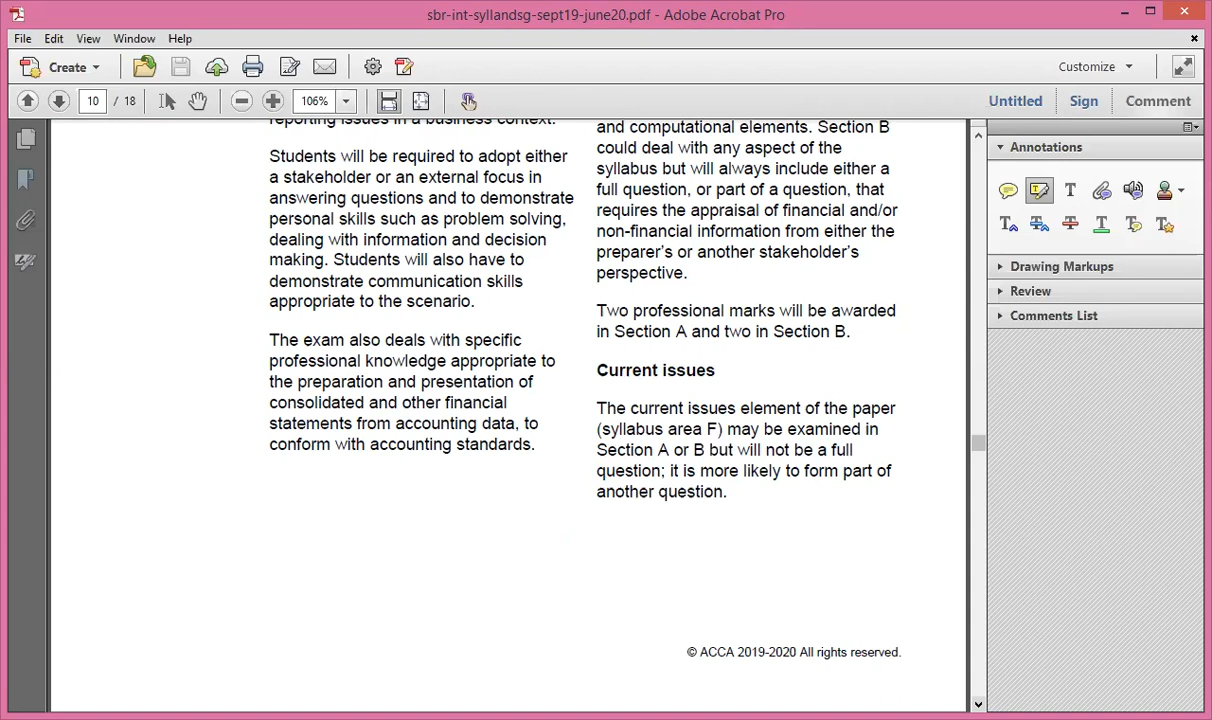 sbr-int-syllandsg-sept19-june20.pdf - Adobe Acrobat Pro
File Edit View Window Help
Create
Customize
10 / 18
106%
Untitled Sign Comment
reporting issues in a business context.
Students will be required to adopt either
a stakeholder or an external focus in
answering questions and to demonstrate
personal skills such as problem solving,
dealing with information and decision
making. Students will also have to
demonstrate communication skills
appropriate to the scenario.
The exam also deals with specific
professional knowledge appropriate to
the preparation and presentation of
consolidated and other financial
statements from accounting data, to
conform with accounting standards.
and computational elements. Section B
could deal with any aspect of the
syllabus but will always include either a
full question, or part of a question, that
requires the appraisal of financial and/or
non-financial information from either the
preparer’s or another stakeholder’s
perspective.
Two professional marks will be awarded
in Section A and two in Section B.
Current issues
The current issues element of the paper
(syllabus area F) may be examined in
Section A or B but will not be a full
question; it is more likely to form part of
another question.
© ACCA 2019-2020 All rights reserved.
Annotations
Drawing Markups
Review
Comments List